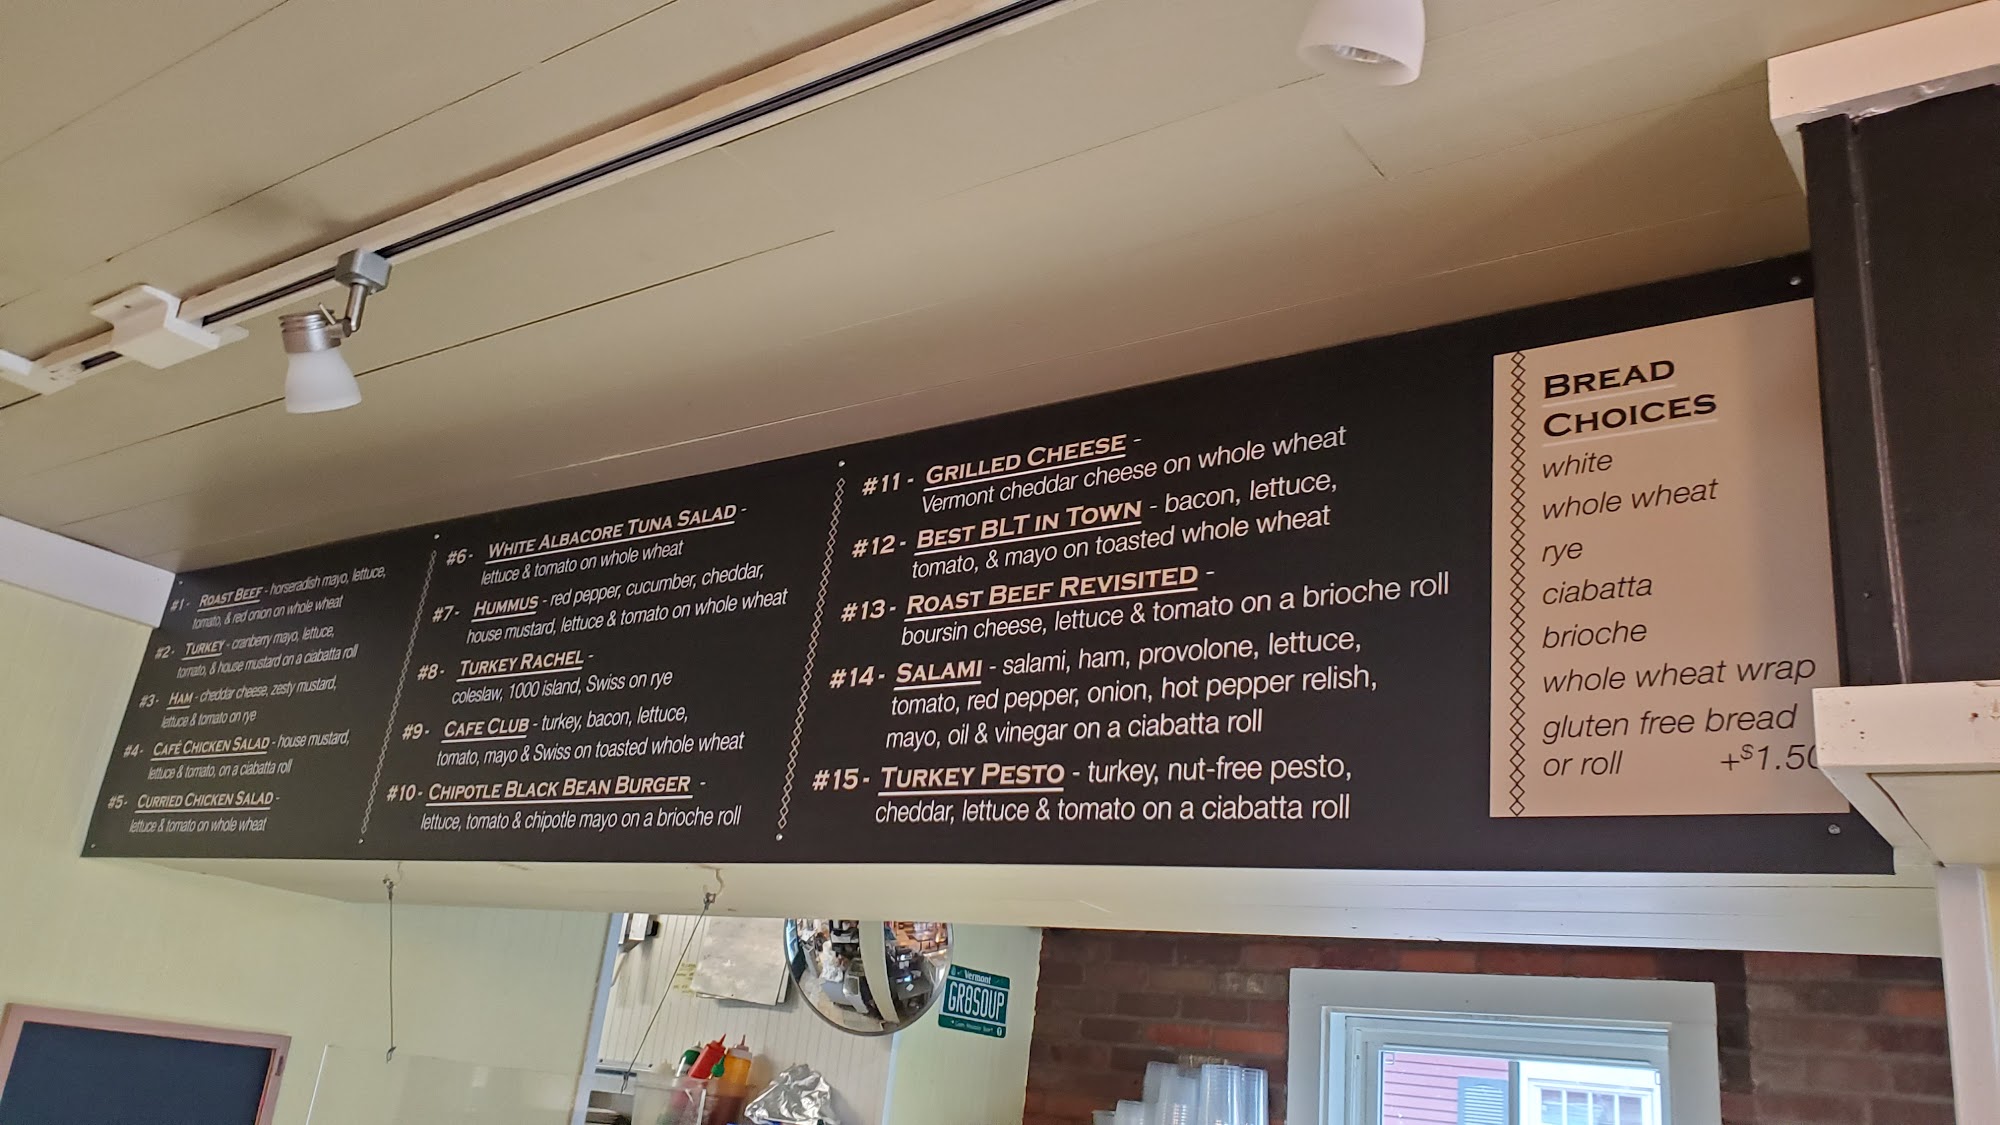 #1- ROAST BEEF - horseradish mayo, lettuce,
tomato, & red onion on whole wheat
#2- TURKEY - cranberry mayo, lettuce,
tomato, & house mustard on a ciabatta roll
#3- HAM - cheddar cheese, zesty mustard,
lettuce & tomato on rye
#4- CAFÉ CHICKEN SALAD - house mustard,
lettuce & tomato, on a ciabatta roll
#5- CURRIED CHICKEN SALAD -
lettuce & tomato on whole wheat
#6- WHITE ALBACORE TUNA SALAD -
lettuce & tomato on whole wheat
#7- HUMMUS - red pepper, cucumber, cheddar,
house mustard, lettuce & tomato on whole wheat
#8- TURKEY RACHEL -
coleslaw, 1000 island, Swiss on rye
#9- CAFE CLUB - turkey, bacon, lettuce,
tomato, mayo & Swiss on toasted whole wheat
#10- CHIPOTLE BLACK BEAN BURGER -
lettuce, tomato & chipotle mayo on a brioche roll
#11- GRILLED CHEESE -
Vermont cheddar cheese on whole wheat
#12- BEST BLT IN TOWN - bacon, lettuce,
tomato, & mayo on toasted whole wheat
#13- ROAST BEEF REVISITED -
boursin cheese, lettuce & tomato on a brioche roll
#14- SALAMI - salami, ham, provolone, lettuce,
tomato, red pepper, onion, hot pepper relish,
mayo, oil & vinegar on a ciabatta roll
#15- TURKEY PESTO - turkey, nut-free pesto,
cheddar, lettuce & tomato on a ciabatta roll
BREAD
CHOICES
white
whole wheat
rye
ciabatta
brioche
whole wheat wrap
gluten free bread
or roll +$1.50
Vermont
GR8SOUP